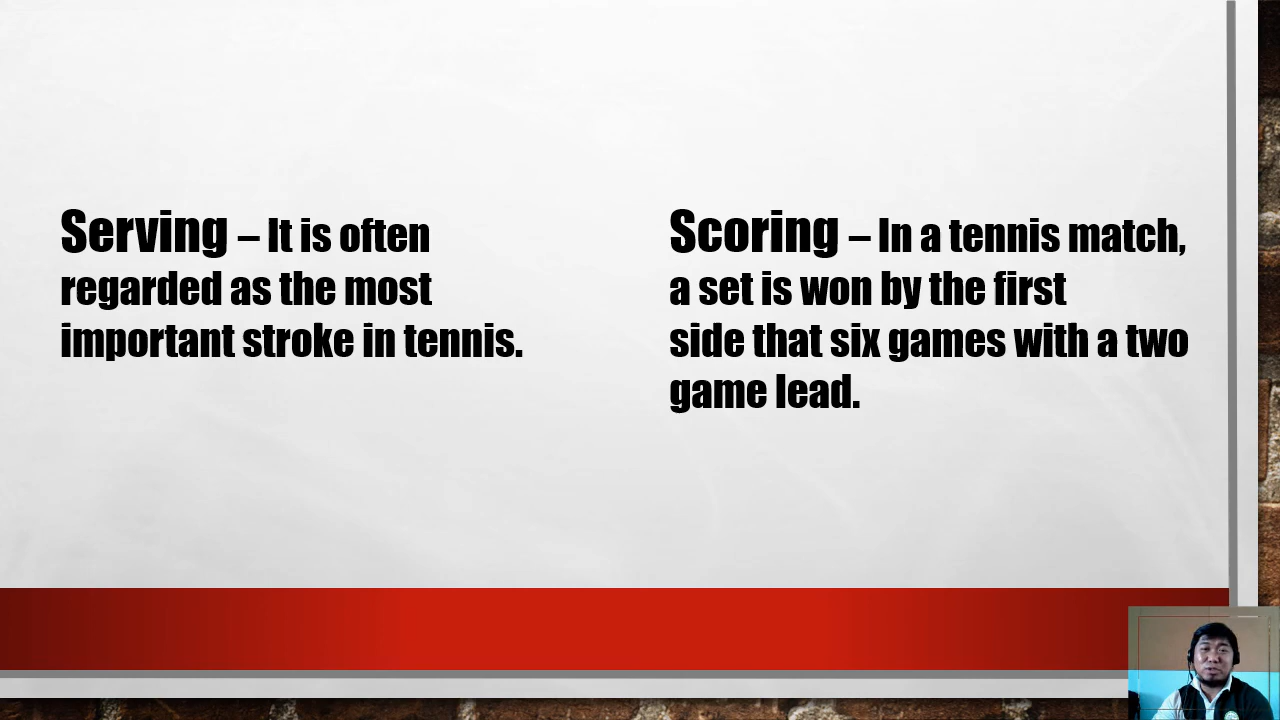 Serving – It is often
regarded as the most
important stroke in tennis.
Scoring – In a tennis match,
a set is won by the first
side that six games with a two
game lead.